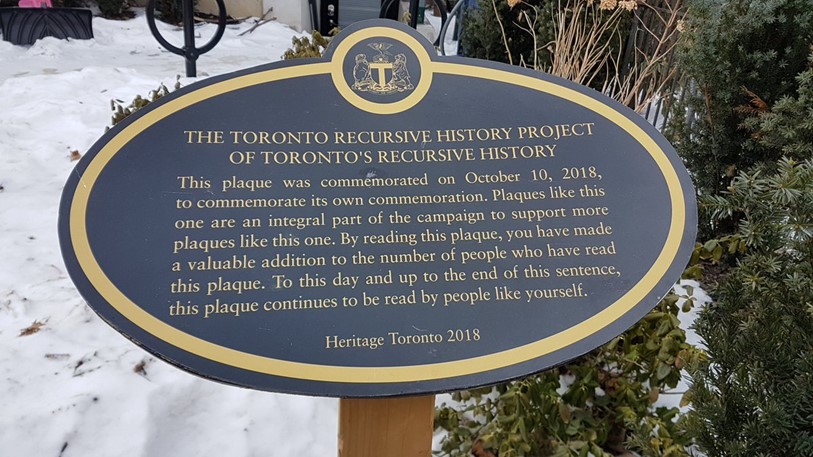 THE TORONTO RECURSIVE HISTORY PROJECT
OF TORONTO'S RECURSIVE HISTORY
This plaque was commemorated on October 10, 2018,
to commemorate its own commemoration. Plaques like this
one are an integral part of the campaign to support more
plaques like this one. By reading this plaque, you have made
a valuable addition to the number of people who have read
this plaque. To this day and up to the end of this sentence,
this plaque continues to be read by people like yourself.
Heritage Toronto 2018